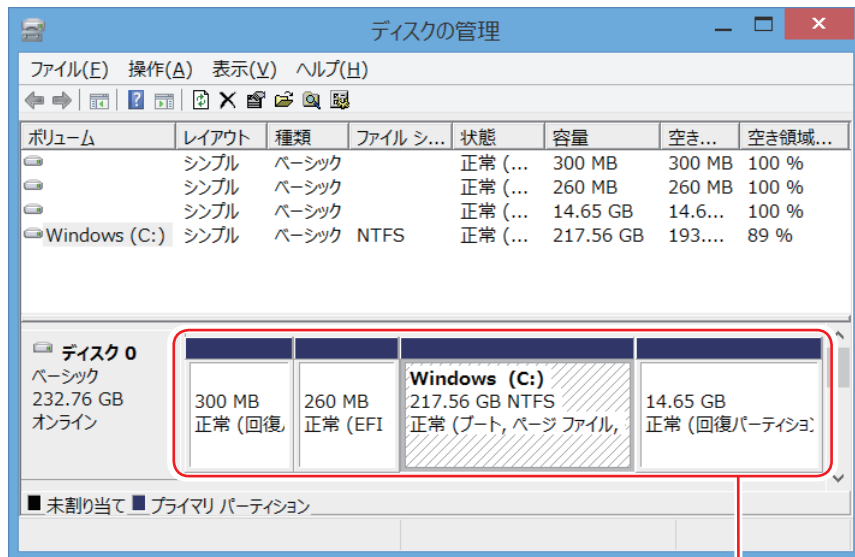 ディスクの管理
ファイル(F) 操作(A) 表示(V) ヘルプ(H)
ボリューム レイアウト 種類 ファイル シ... 状態 容量 空き... 空き領域...
シンプル ベーシック 正常 (... 300 MB 300 MB 100 %
シンプル ベーシック 正常 (... 260 MB 260 MB 100 %
シンプル ベーシック 正常 (... 14.65 GB 14.6... 100 %
Windows (C:) シンプル ベーシック NTFS 正常 (... 217.56 GB 193.... 89 %
ディスク 0
ベーシック
232.76 GB
オンライン
300 MB
正常 (回復
260 MB
正常 (EFI
Windows (C:)
217.56 GB NTFS
正常 (ブート, ページ ファイル,
14.65 GB
正常 (回復パーティション
未割り当て プライマリ パーティション